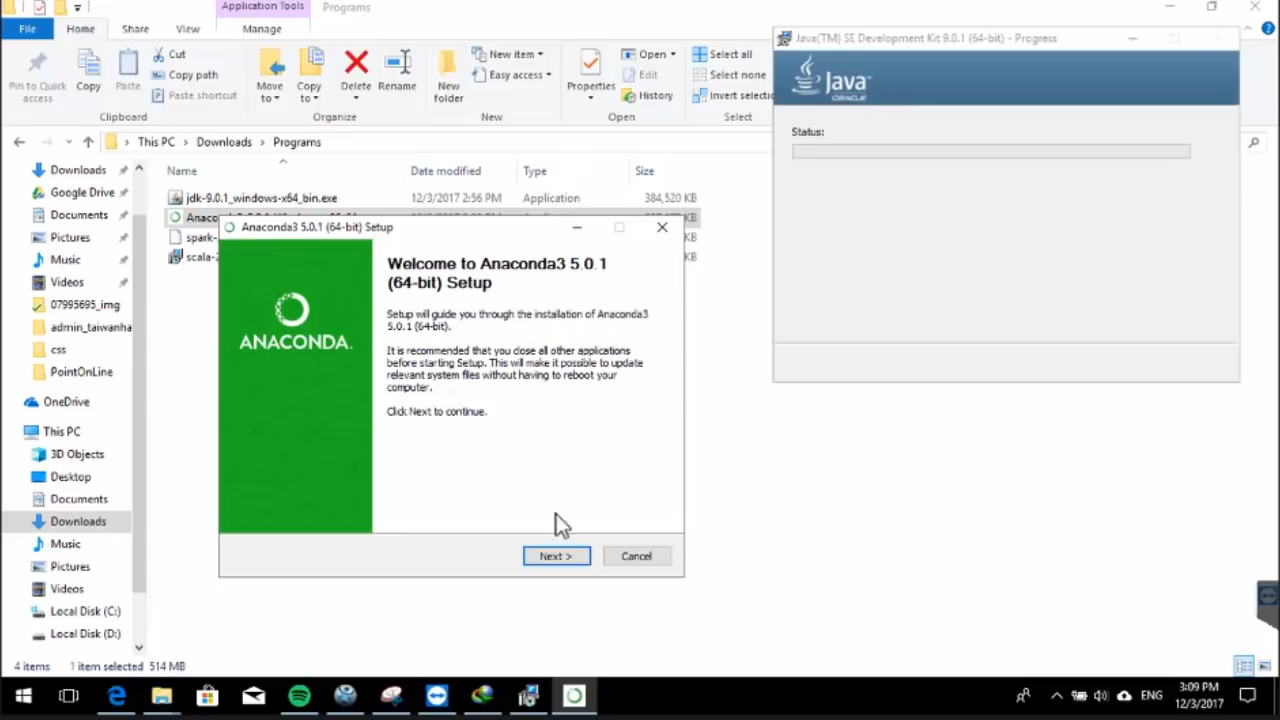 Application Tools
Programs
File
Home
Share
View
Manage
Pin to Quick access
Copy
Paste
Cut
Copy path
Paste shortcut
Clipboard
Move to
Copy to
Delete
Rename
Organize
New folder
New item
Easy access
New
Properties
Open
Edit
History
Open
Select all
Select none
Invert selectio
Select
Java(TM) SE Development Kit 9.0.1 (64-bit) - Progress
Java
ORACLE
Status:
This PC
Downloads
Programs
Name
Date modified
Type
Size
jdk-9.0.1_windows-x64_bin.exe
12/3/2017 2:56 PM
Application
384,520 KB
Anaco
KB
spark-
KB
scala-2
KB
Downloads
Google Drive
Documents
Pictures
Music
Videos
07995695_img
admin_taiwanha
css
PointOnLine
OneDrive
This PC
3D Objects
Desktop
Documents
Downloads
Music
Pictures
Videos
Local Disk (C:)
Local Disk (D:)
Anaconda3 5.0.1 (64-bit) Setup
ANACONDA.
Welcome to Anaconda3 5.0.1
(64-bit) Setup
Setup will guide you through the installation of Anaconda3
5.0.1 (64-bit).
It is recommended that you close all other applications
before starting Setup. This will make it possible to update
relevant system files without having to reboot your
computer.
Click Next to continue.
Next >
Cancel
4 items
1 item selected 514 MB
ENG
3:09 PM
12/3/2017